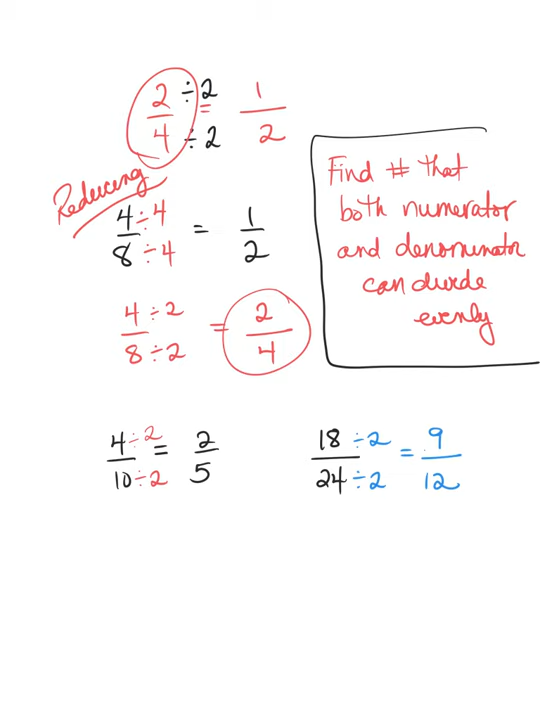 2/4 ÷2 ÷2 = 1/2
Reducing
4/8 ÷4 ÷4 = 1/2
4/8 ÷2 ÷2 = 2/4
Find # that
both numerator
and denominator
can divide
evenly
4/10 ÷2 ÷2 = 2/5
18/24 ÷2 ÷2 = 9/12